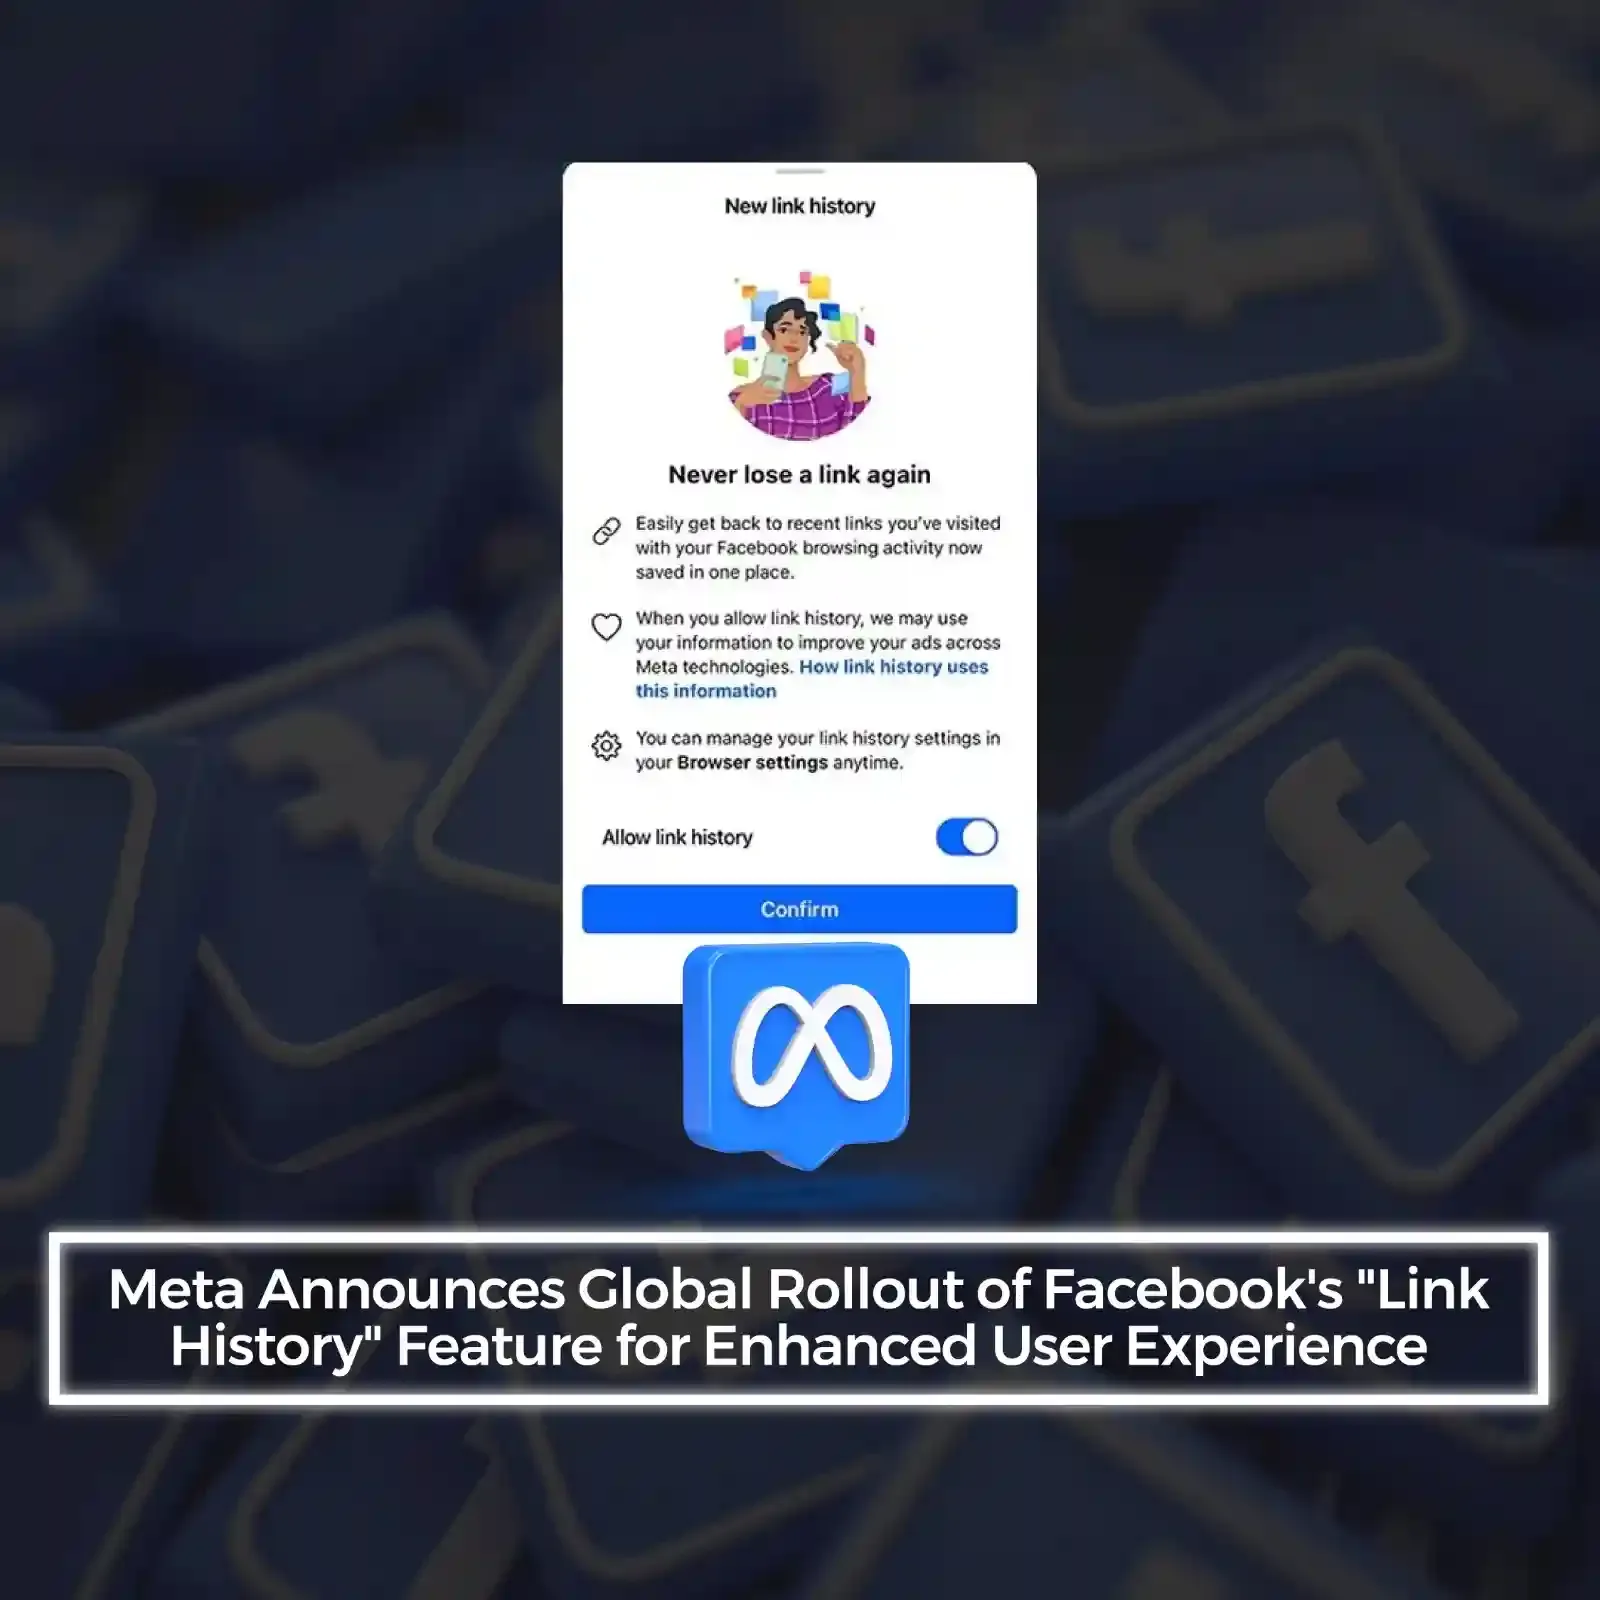 New link history
Never lose a link again
Easily get back to recent links you've visited
with your Facebook browsing activity now
saved in one place.
When you allow link history, we may use
your information to improve your ads across
Meta technologies. How link history uses
this information
You can manage your link history settings in
your Browser settings anytime.
Allow link history
Confirm
Meta Announces Global Rollout of Facebook's "Link
History" Feature for Enhanced User Experience